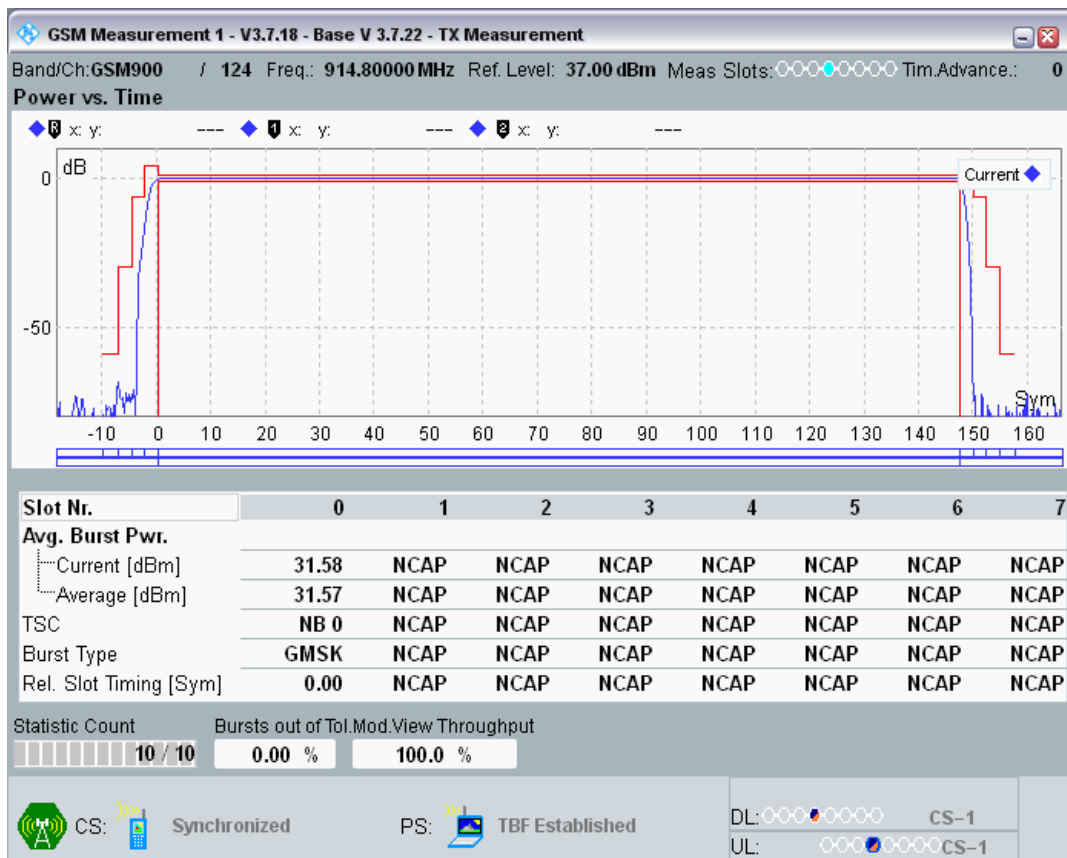 GSM Measurement 1 - V3.7.18 - Base V 3.7.22 - TX Measurement
Band/Ch:GSM900 / 124 Freq.: 914.80000 MHz Ref. Level: 37.00 dBm Meas Slots: Tim.Advance.: 0
Power vs. Time
R x: y: --- 1 x: y: --- 2 x: y: ---
dB
0
Current
-50
Sym
-10 0 10 20 30 40 50 60 70 80 90 100 110 120 130 140 150 160
Slot Nr. 0 1 2 3 4 5 6 7
Avg. Burst Pwr.
Current [dBm] 31.58 NCAP NCAP NCAP NCAP NCAP NCAP NCAP
Average [dBm] 31.57 NCAP NCAP NCAP NCAP NCAP NCAP NCAP
TSC NB 0 NCAP NCAP NCAP NCAP NCAP NCAP NCAP
Burst Type GMSK NCAP NCAP NCAP NCAP NCAP NCAP NCAP
Rel. Slot Timing [Sym] 0.00 NCAP NCAP NCAP NCAP NCAP NCAP NCAP
Statistic Count Bursts out of Tol.Mod.View Throughput
10 / 10 0.00 % 100.0 %
CS: Synchronized PS: TBF Established
DL: CS-1
UL: CS-1